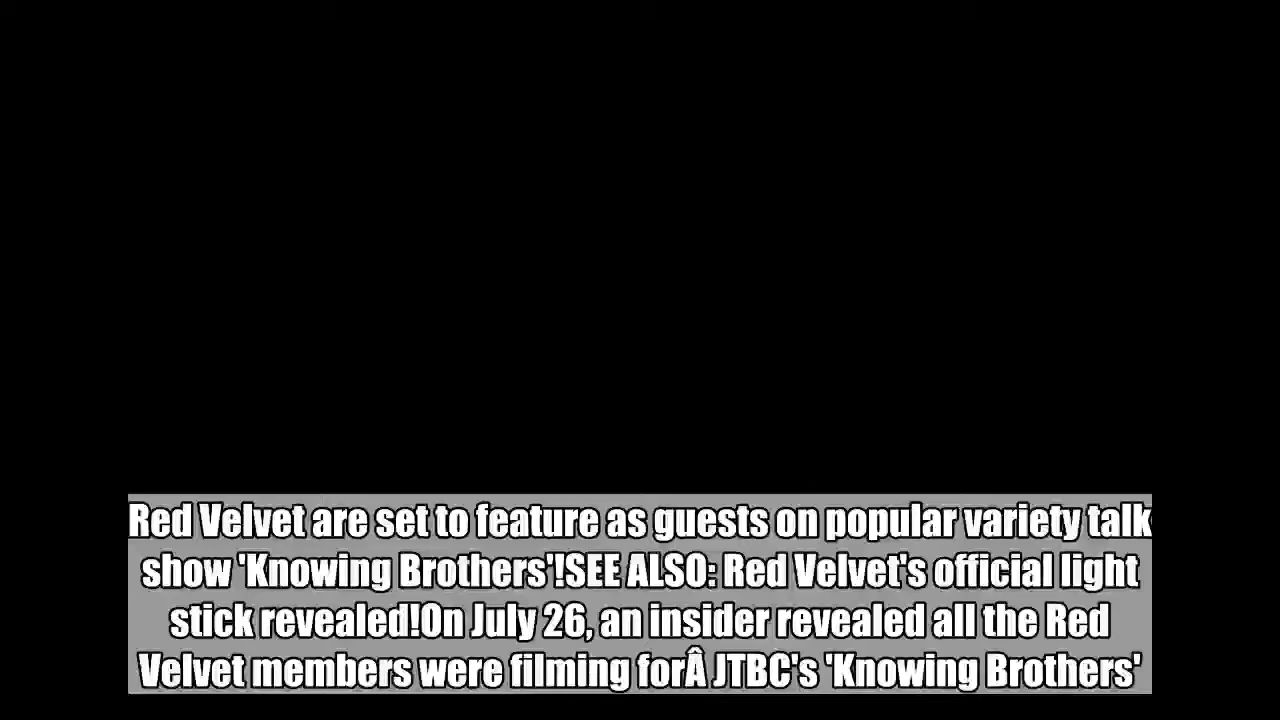 Red Velvet are set to feature as guests on popular variety talk
show 'Knowing Brothers'!SEE ALSO: Red Velvet's official light
stick revealed!On July 26, an insider revealed all the Red
Velvet members were filming forÂ JTBC's 'Knowing Brothers'